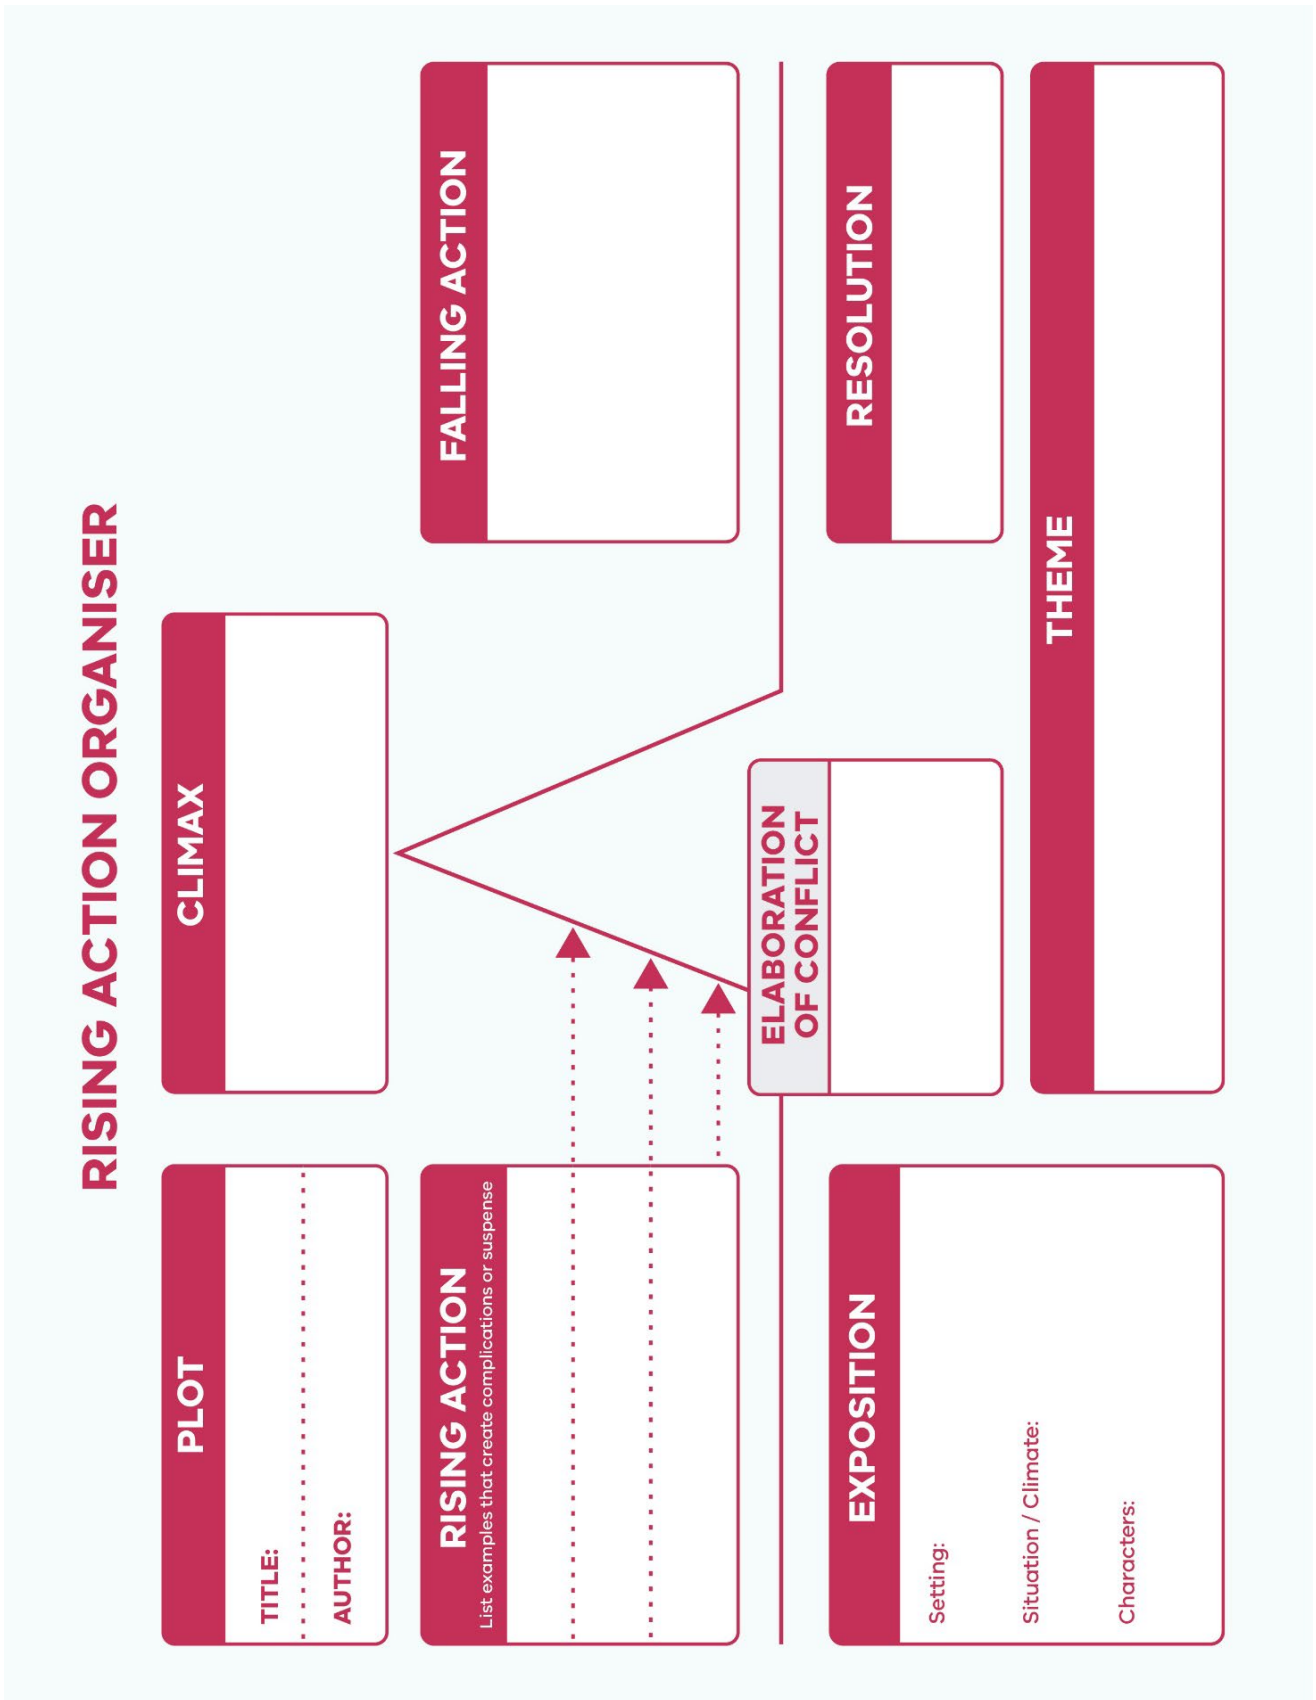 RISING ACTION ORGANISER
PLOT
TITLE:
AUTHOR:
CLIMAX
RISING ACTION
List examples that create complications or suspense
FALLING ACTION
ELABORATION
OF CONFLICT
EXPOSITION
Setting:
Situation / Climate:
Characters:
RESOLUTION
THEME